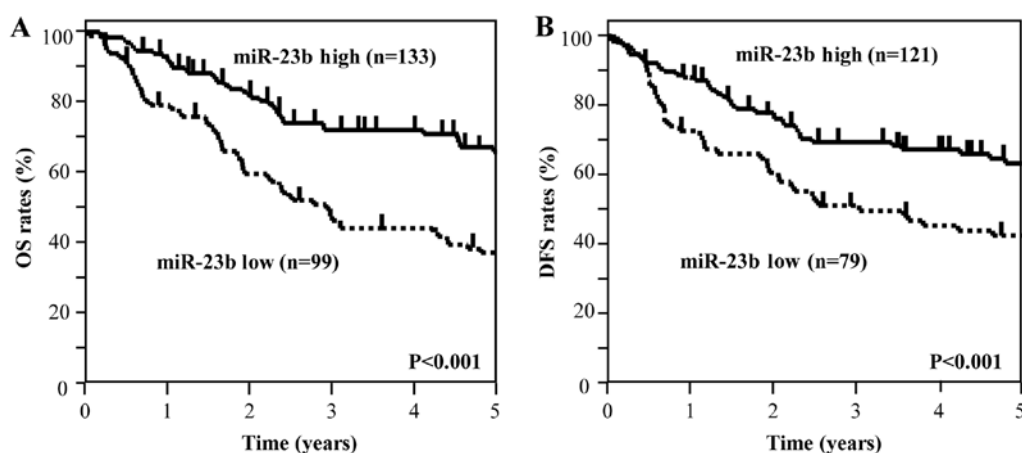 A
OS rates (%)
100
80
60
40
20
0
miR-23b high (n=133)
miR-23b low (n=99)
P<0.001
0 1 2 3 4 5
Time (years)
B
DFS rates (%)
100
80
60
40
20
0
miR-23b high (n=121)
miR-23b low (n=79)
P<0.001
0 1 2 3 4 5
Time (years)